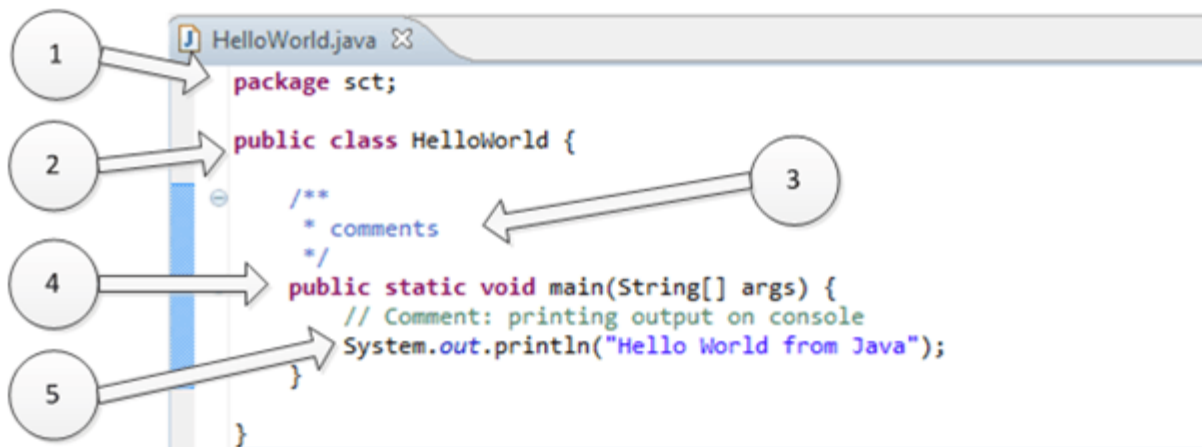 HelloWorld.java
1
package sct;
2
public class HelloWorld {
/**
3
* comments
*/
4
public static void main(String[] args) {
// Comment: printing output on console
5
System.out.println("Hello World from Java");
}
}